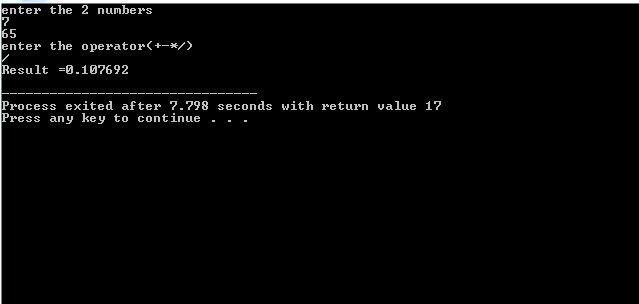 enter the 2 numbers
7
65
enter the operator(+-*/)
/
Result =0.107692
--------------------------------
Process exited after 7.798 seconds with return value 17
Press any key to continue . . .